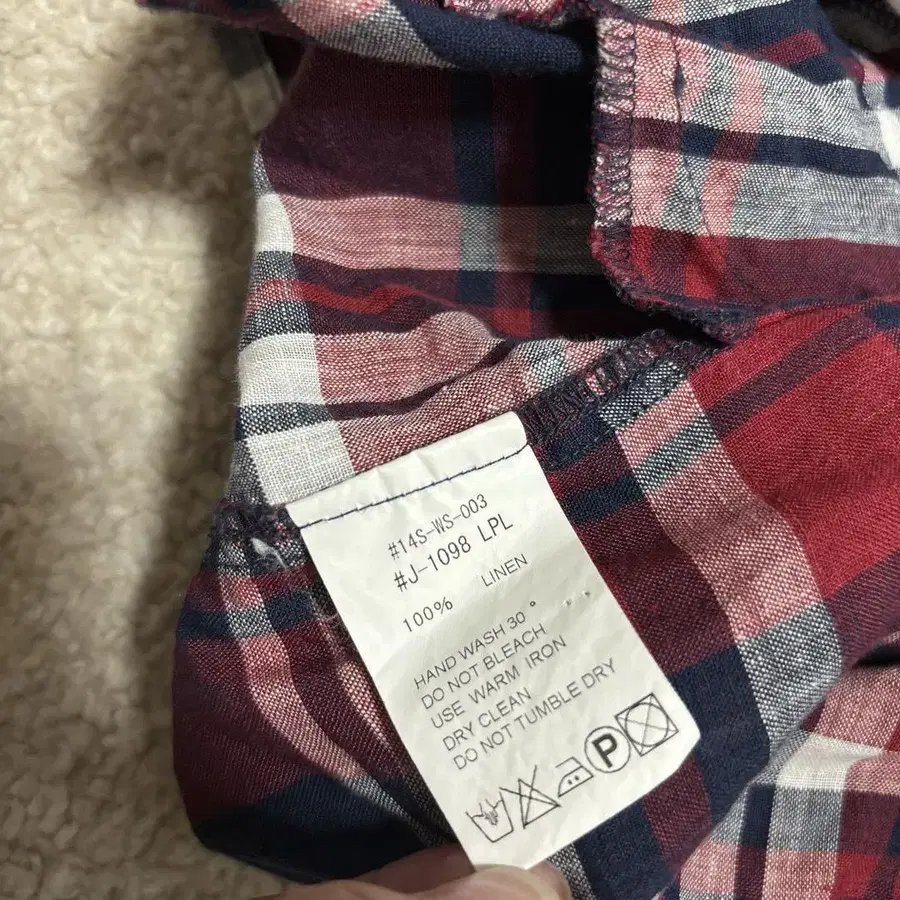 #14S-WS-003
#J-1098 LPL
100% LINEN
HAND WASH 30°
DO NOT BLEACH
USE WARM IRON
DRY CLEAN
DO NOT TUMBLE DRY
P